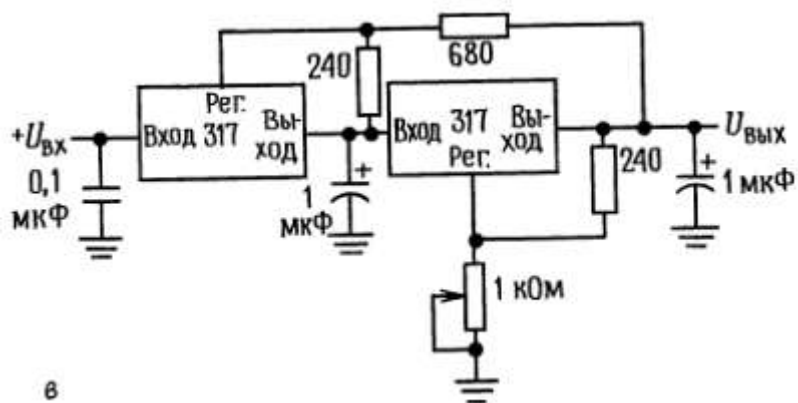 680
240
Рег.
+Uвх
Вход 317 Вы-
ход
Вход 317 Вы-
ход
Рег.
Uвых
0,1
мкФ
1
мкФ
240
1 мкФ
1 кОм
в